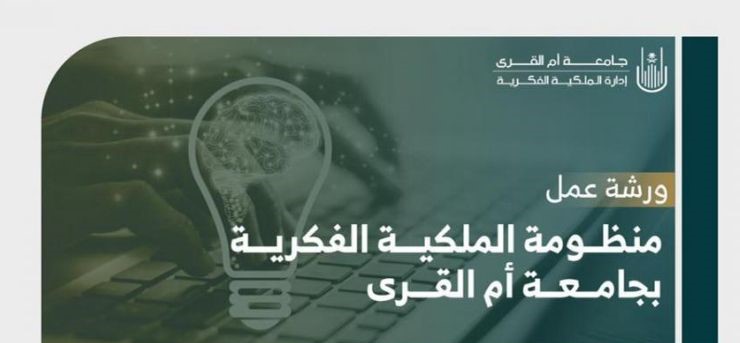 جامعة أم القرى
إدارة الملكية الفكرية
ورشة عمل
منظومة الملكية الفكرية
بجامعة أم القرى